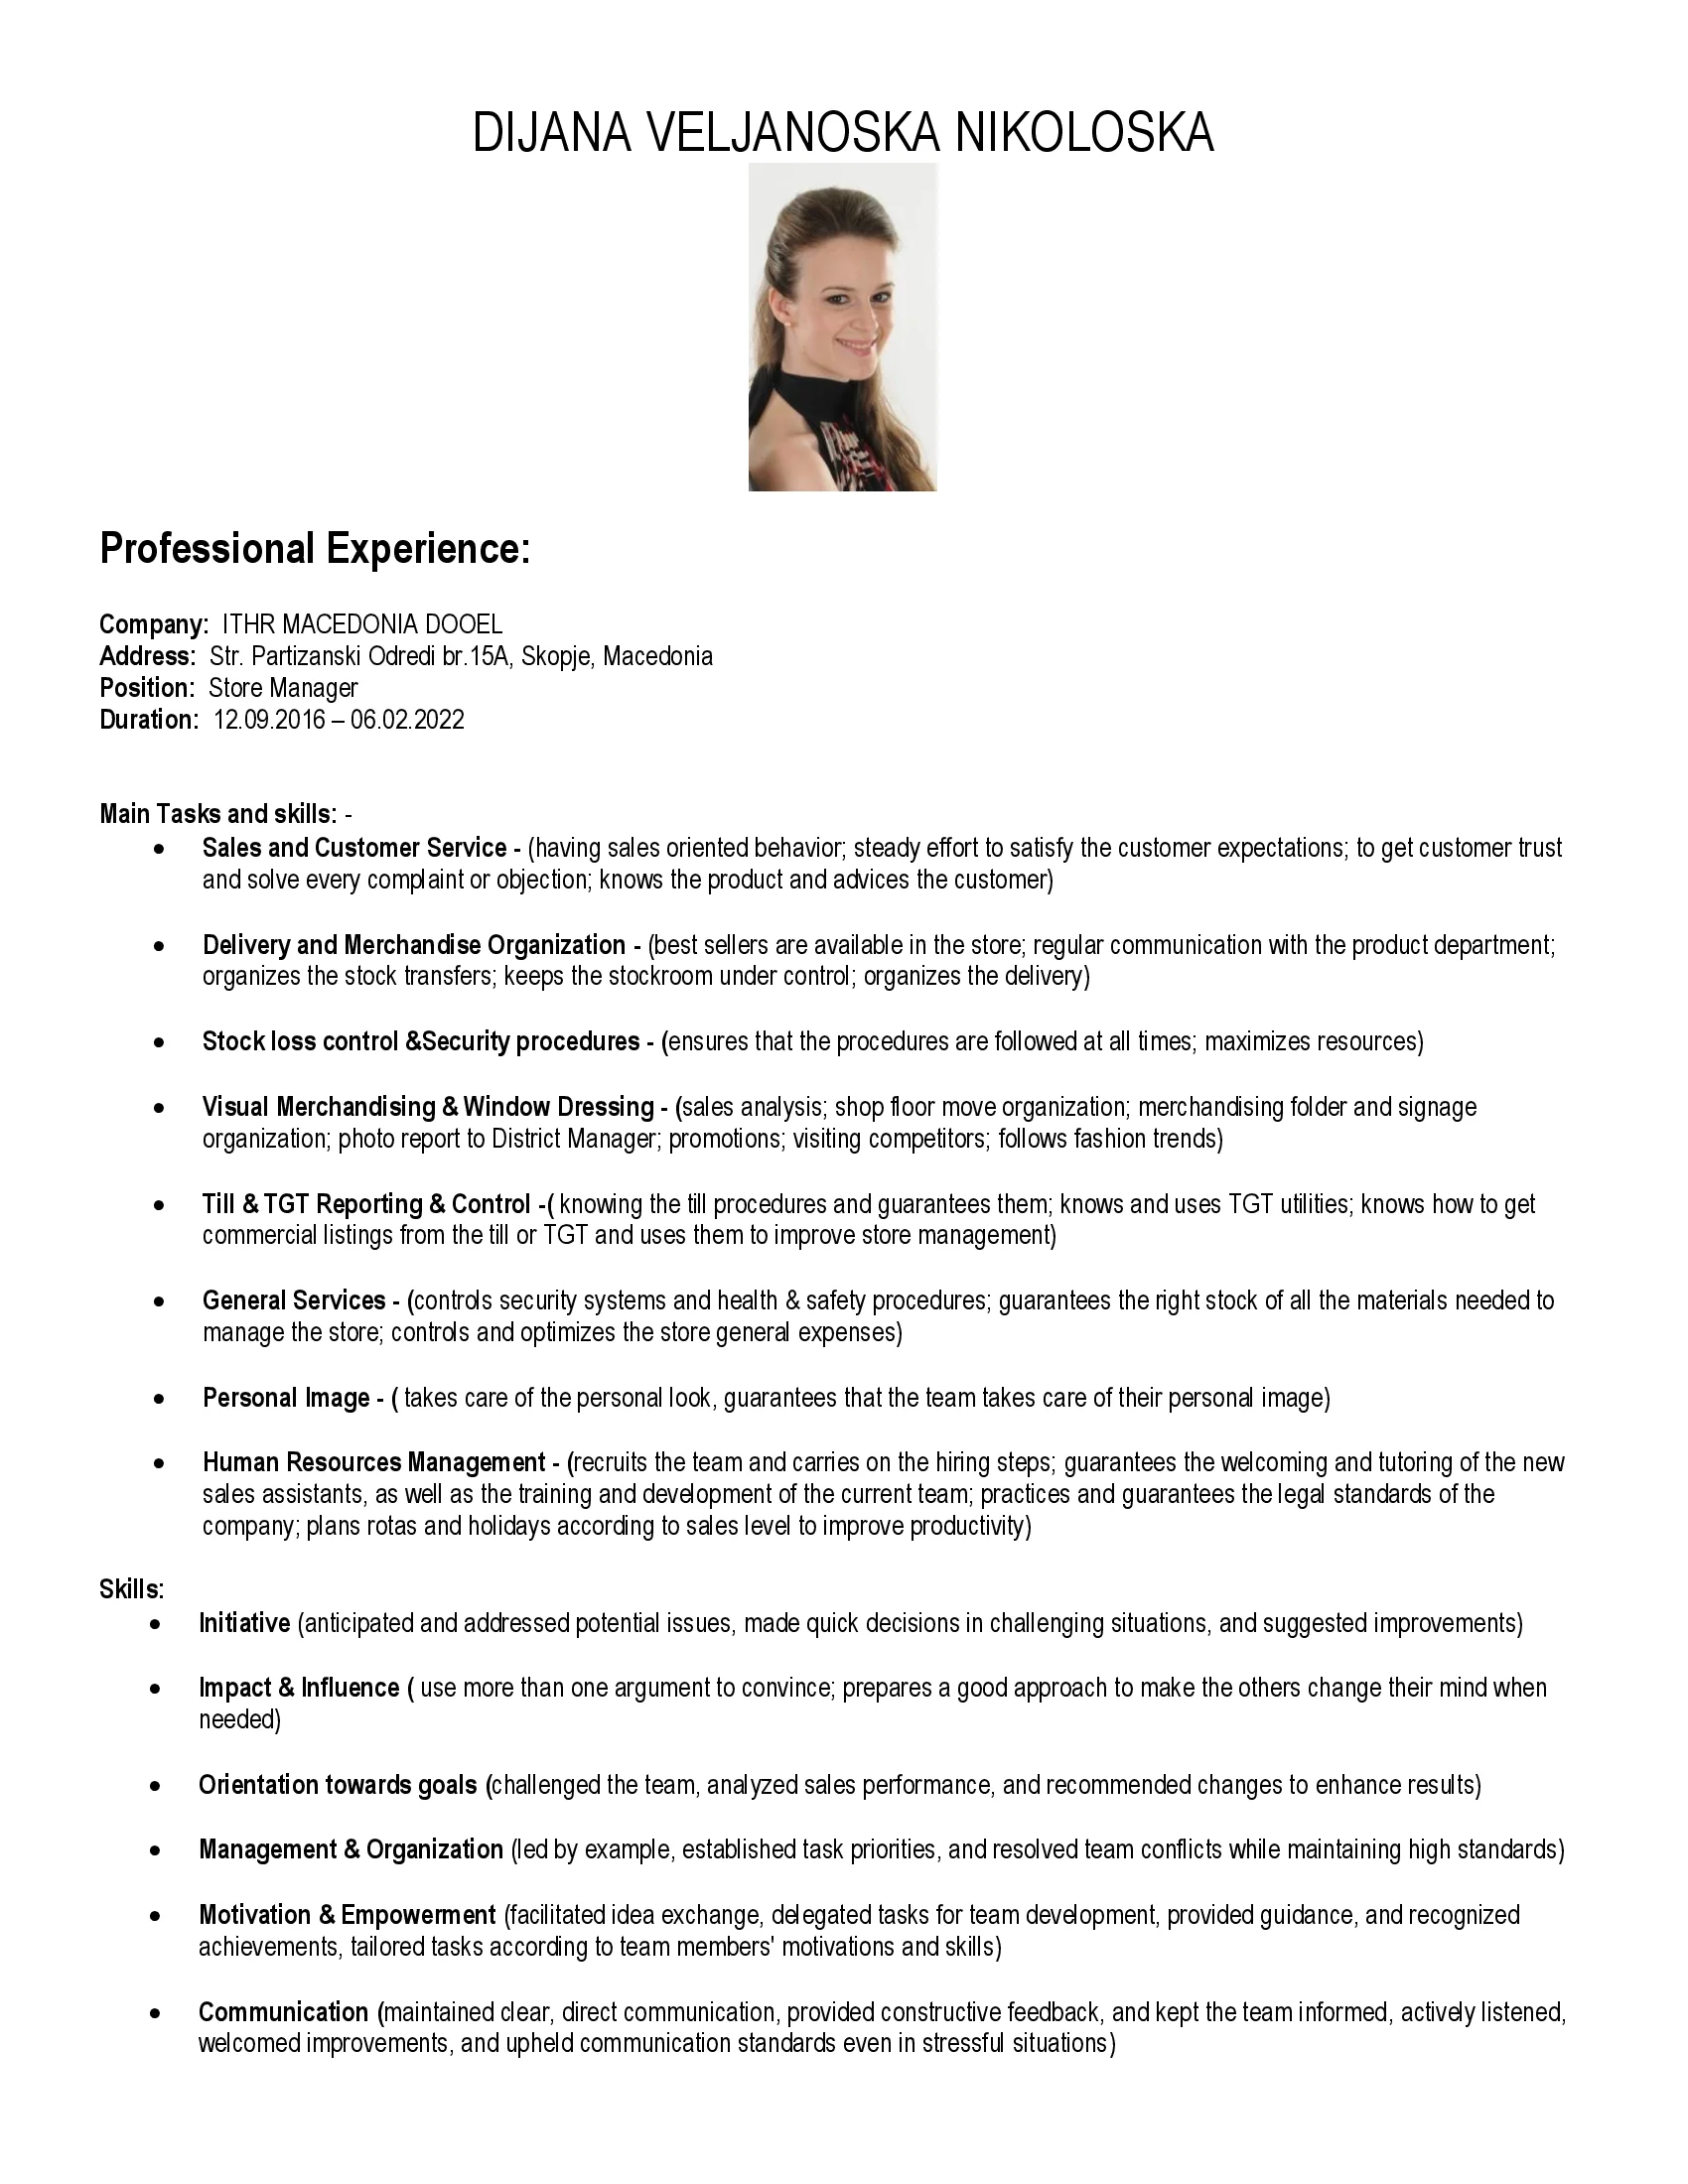 DIJANA VELJANOSKA NIKOLOSKA
Professional Experience:
Company: ITHR MACEDONIA DOOEL
Address: Str. Partizanski Odredi br.15A, Skopje, Macedonia
Position: Store Manager
Duration: 12.09.2016 – 06.02.2022
Main Tasks and skills: -
• Sales and Customer Service - (having sales oriented behavior; steady effort to satisfy the customer expectations; to get customer trust
and solve every complaint or objection; knows the product and advices the customer)
• Delivery and Merchandise Organization - (best sellers are available in the store; regular communication with the product department;
organizes the stock transfers; keeps the stockroom under control; organizes the delivery)
• Stock loss control &Security procedures - (ensures that the procedures are followed at all times; maximizes resources)
• Visual Merchandising & Window Dressing - (sales analysis; shop floor move organization; merchandising folder and signage
organization; photo report to District Manager; promotions; visiting competitors; follows fashion trends)
• Till & TGT Reporting & Control -( knowing the till procedures and guarantees them; knows and uses TGT utilities; knows how to get
commercial listings from the till or TGT and uses them to improve store management)
• General Services - (controls security systems and health & safety procedures; guarantees the right stock of all the materials needed to
manage the store; controls and optimizes the store general expenses)
• Personal Image - ( takes care of the personal look, guarantees that the team takes care of their personal image)
• Human Resources Management - (recruits the team and carries on the hiring steps; guarantees the welcoming and tutoring of the new
sales assistants, as well as the training and development of the current team; practices and guarantees the legal standards of the
company; plans rotas and holidays according to sales level to improve productivity)
Skills:
• Initiative (anticipated and addressed potential issues, made quick decisions in challenging situations, and suggested improvements)
• Impact & Influence ( use more than one argument to convince; prepares a good approach to make the others change their mind when
needed)
• Orientation towards goals (challenged the team, analyzed sales performance, and recommended changes to enhance results)
• Management & Organization (led by example, established task priorities, and resolved team conflicts while maintaining high standards)
• Motivation & Empowerment (facilitated idea exchange, delegated tasks for team development, provided guidance, and recognized
achievements, tailored tasks according to team members' motivations and skills)
• Communication (maintained clear, direct communication, provided constructive feedback, and kept the team informed, actively listened,
welcomed improvements, and upheld communication standards even in stressful situations)